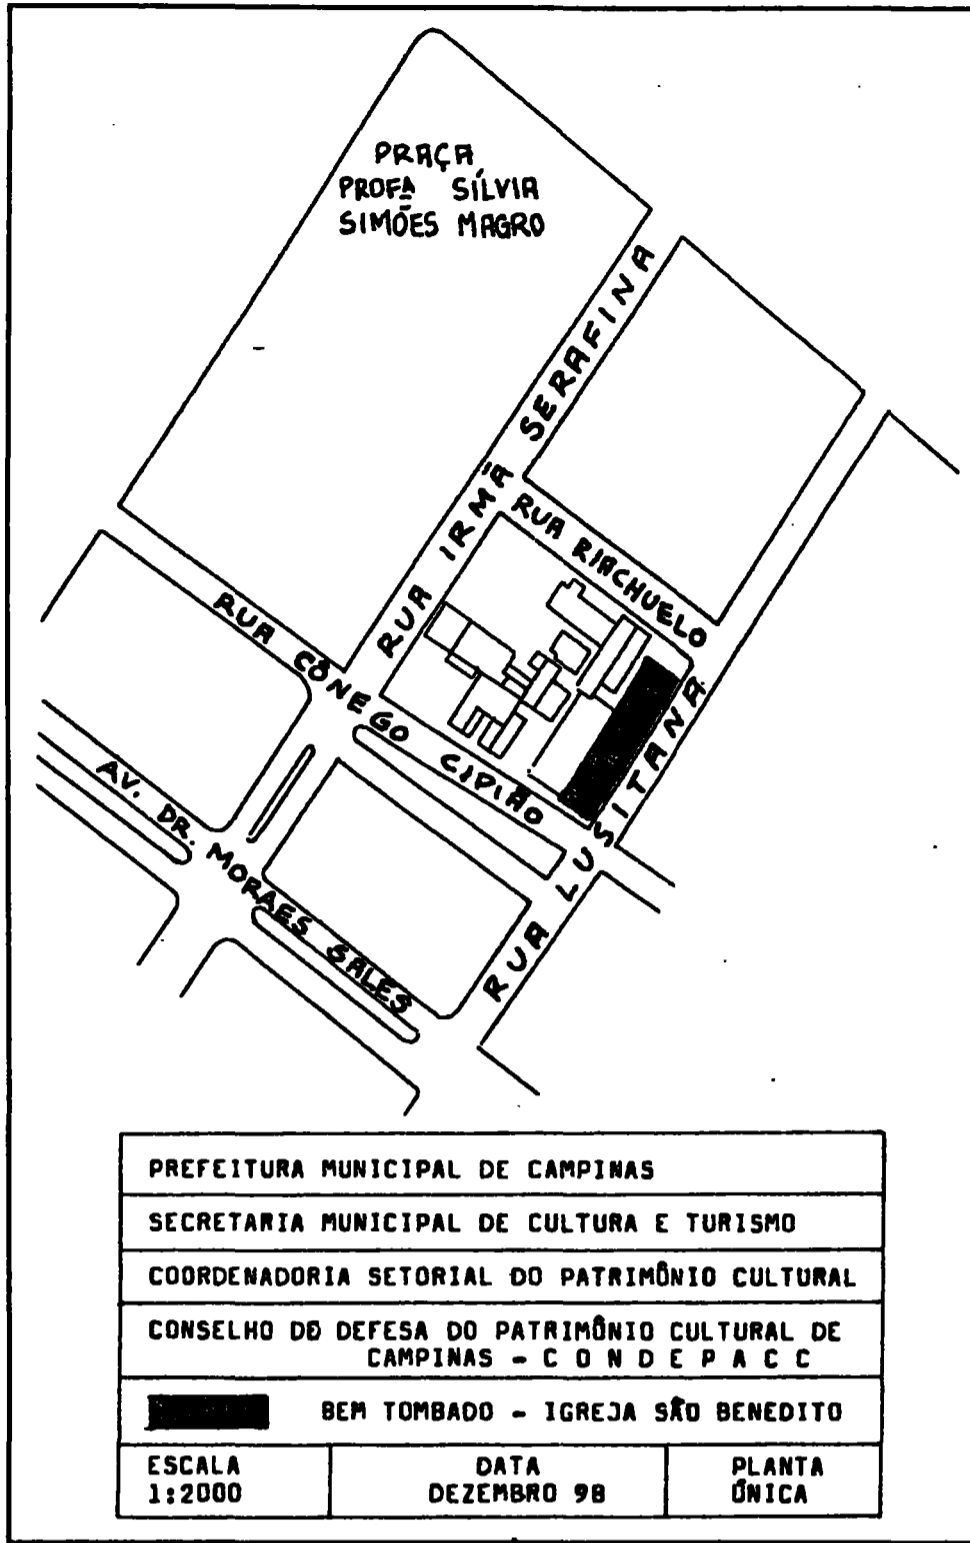 PRAÇA
PROFª SÍLVIA
SIMÕES MAGRO
RUA IRMÃ SERAFINA
RUA RIACHUELO
RUA CÔNEGO CIPIÃO
RUA LUSITANA
AV. DR. MORAES SALES
PREFEITURA MUNICIPAL DE CAMPINAS
SECRETARIA MUNICIPAL DE CULTURA E TURISMO
COORDENADORIA SETORIAL DO PATRIMÔNIO CULTURAL
CONSELHO DE DEFESA DO PATRIMÔNIO CULTURAL DE
CAMPINAS - C O N D E P A C C
BEM TOMBADO - IGREJA SÃO BENEDITO
ESCALA
1:2000
DATA
DEZEMBRO 98
PLANTA
ÚNICA